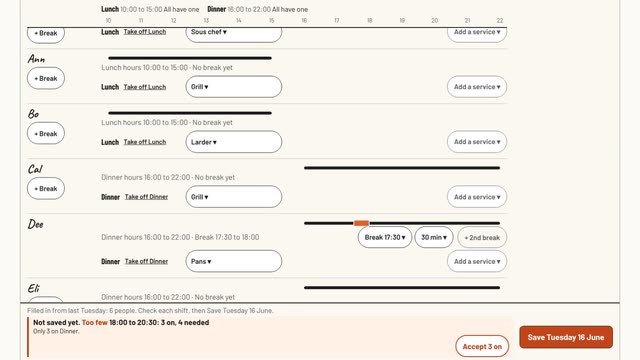 Lunch 10:00 to 15:00 All have one Dinner 16:00 to 22:00 All have one
10 11 12 13 14 15 16 17 18 19 20 21 22
+ Break Lunch Take off Lunch Sous chef ▾ Add a service ▾
Ann
Lunch hours 10:00 to 15:00 · No break yet
+ Break Lunch Take off Lunch Grill ▾ Add a service ▾
Bo
Lunch hours 10:00 to 15:00 · No break yet
+ Break Lunch Take off Lunch Larder ▾ Add a service ▾
Cal
Dinner hours 16:00 to 22:00 · No break yet
+ Break Dinner Take off Dinner Grill ▾ Add a service ▾
Dee
Dinner hours 16:00 to 22:00 · Break 17:30 to 18:00 Break 17:30 ▾ 30 min ▾ + 2nd break
Dinner Take off Dinner Pans ▾ Add a service ▾
Eli
Dinner hours 16:00 to 22:00 · No break yet
Filled in from last Tuesday: 6 people. Check each shift, then Save Tuesday 16 June.
Not saved yet. Too few 18:00 to 20:30: 3 on, 4 needed
Only 3 on Dinner.
Accept 3 on
Save Tuesday 16 June